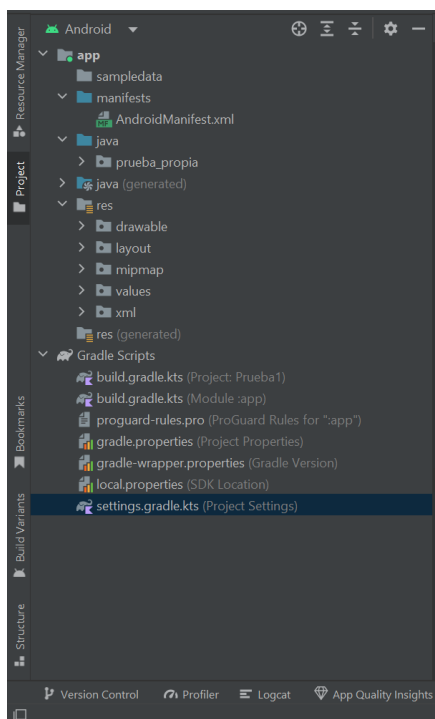 Android
app
sampledata
manifests
AndroidManifest.xml
java
prueba_propia
java (generated)
res
drawable
layout
mipmap
values
xml
res (generated)
Gradle Scripts
build.gradle.kts (Project: Prueba1)
build.gradle.kts (Module :app)
proguard-rules.pro (ProGuard Rules for ":app")
gradle.properties (Project Properties)
gradle-wrapper.properties (Gradle Version)
local.properties (SDK Location)
settings.gradle.kts (Project Settings)
Resource Manager
Project
Bookmarks
Build Variants
Structure
Version Control
Profiler
Logcat
App Quality Insights